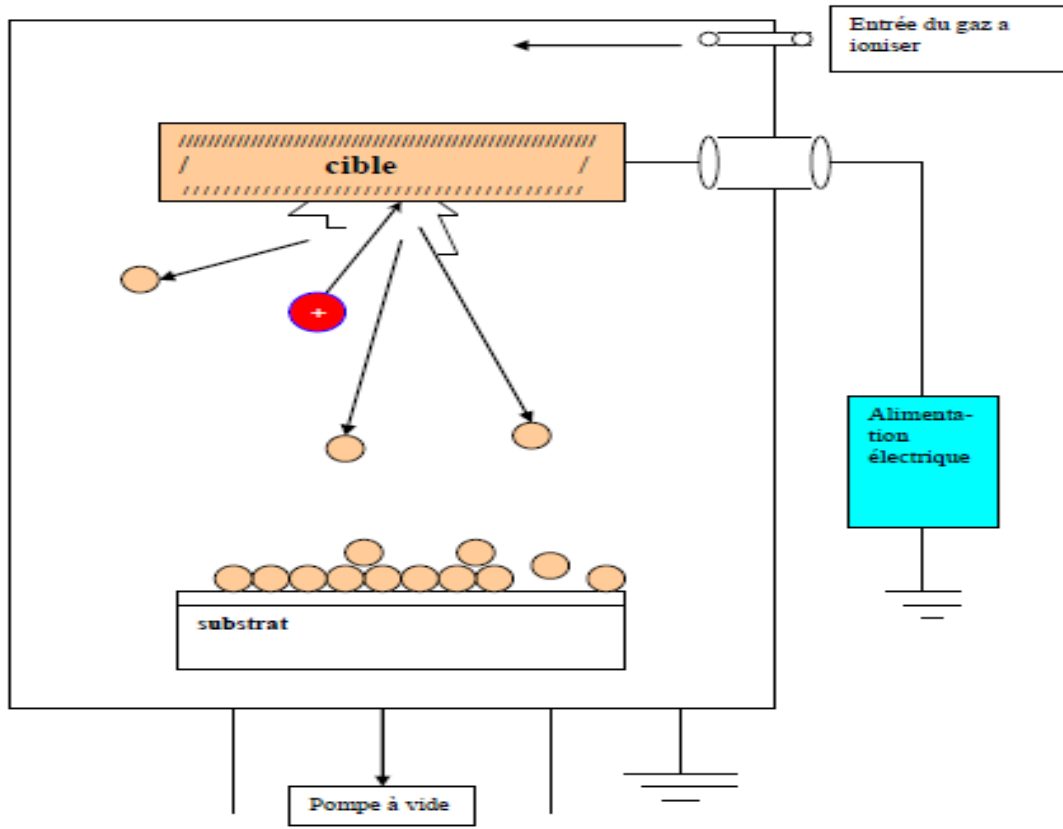 Entrée du gaz a
ioniser
cible
+
Alimenta-
tion
électrique
substrat
Pompe à vide